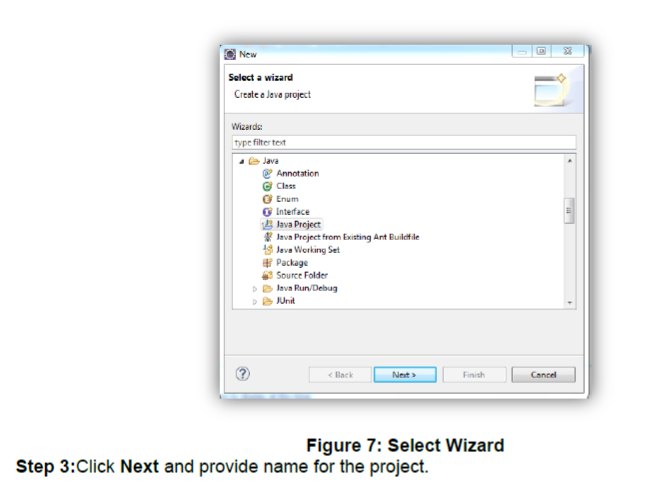 New
Select a wizard
Create a Java project
Wizards:
type filter text
Java
Annotation
Class
Enum
Interface
Java Project
Java Project from Existing Ant Buildfile
Java Working Set
Package
Source Folder
Java Run/Debug
JUnit
? < Back Next > Finish Cancel
Figure 7: Select Wizard
Step 3:Click Next and provide name for the project.